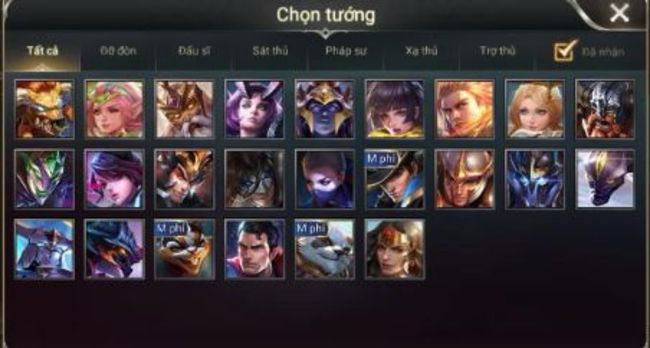 Chọn tướng
Tất cả Đỡ đòn Đấu sĩ Sát thủ Pháp sư Xạ thủ Trợ thủ Đã nhận
M phí
M phí M phí